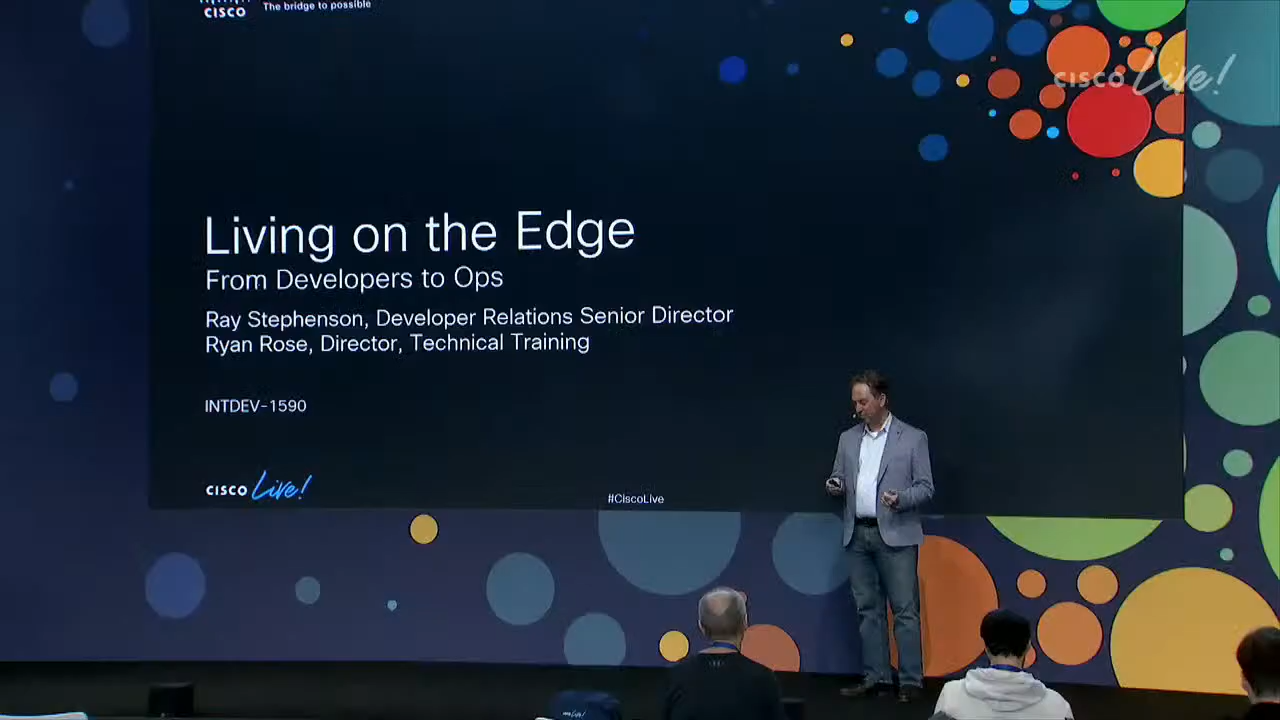 CISCO
The bridge to possible
CISCO Live!
Living on the Edge
From Developers to Ops
Ray Stephenson, Developer Relations Senior Director
Ryan Rose, Director, Technical Training
INTDEV-1590
CISCO Live!
#CiscoLive